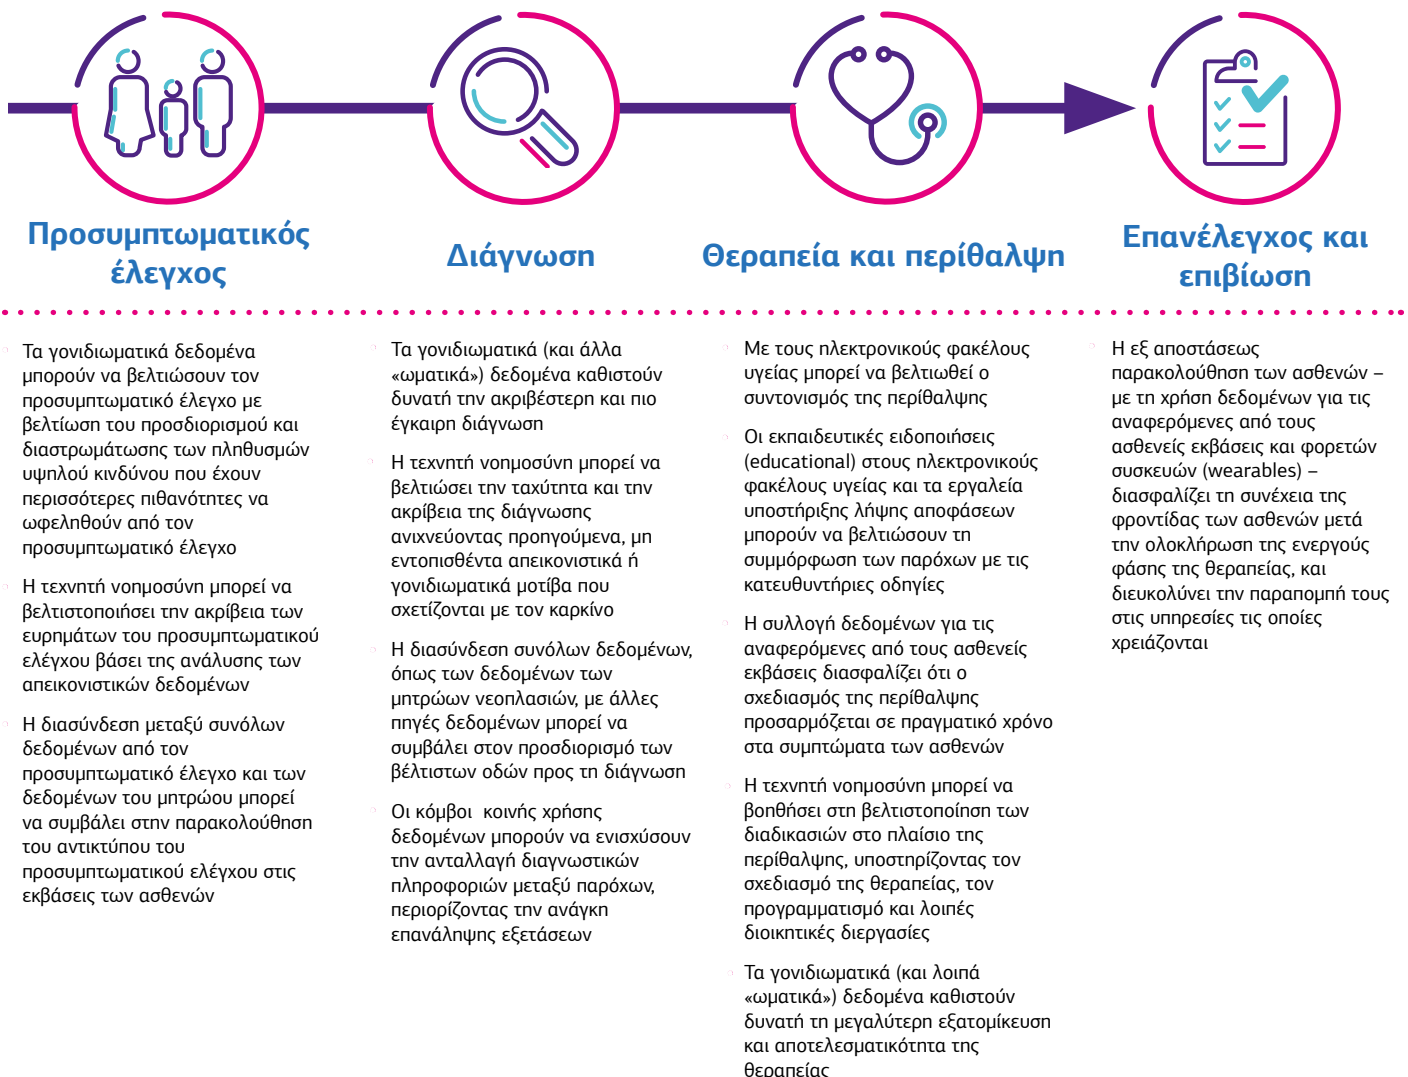 Προσυμπτωματικός
έλεγχος
Διάγνωση
Θεραπεία και περίθαλψη
Επανέλεγχος και
επιβίωση
Τα γονιδιωματικά δεδομένα
μπορούν να βελτιώσουν τον
προσυμπτωματικό έλεγχο με
βελτίωση του προσδιορισμού και
διαστρωμάτωσης των πληθυσμών
υψηλού κινδύνου που έχουν
περισσότερες πιθανότητες να
ωφεληθούν από τον
προσυμπτωματικό έλεγχο
Η τεχνητή νοημοσύνη μπορεί να
βελτιστοποιήσει την ακρίβεια των
ευρημάτων του προσυμπτωματικού
ελέγχου βάσει της ανάλυσης των
απεικονιστικών δεδομένων
Η διασύνδεση μεταξύ συνόλων
δεδομένων από τον
προσυμπτωματικό έλεγχο και των
δεδομένων του μητρώου μπορεί
να συμβάλει στην παρακολούθηση
του αντικτύπου του
προσυμπτωματικού ελέγχου στις
εκβάσεις των ασθενών
Τα γονιδιωματικά (και άλλα
«ωματικά») δεδομένα καθιστούν
δυνατή την ακριβέστερη και πιο
έγκαιρη διάγνωση
Η τεχνητή νοημοσύνη μπορεί να
βελτιώσει την ταχύτητα και την
ακρίβεια της διάγνωσης
ανιχνεύοντας προηγούμενα, μη
εντοπισθέντα απεικονιστικά ή
γονιδιωματικά μοτίβα που
σχετίζονται με τον καρκίνο
Η διασύνδεση συνόλων δεδομένων,
όπως των δεδομένων των
μητρώων νεοπλασιών, με άλλες
πηγές δεδομένων μπορεί να
συμβάλει στον προσδιορισμό των
βέλτιστων οδών προς τη διάγνωση
Οι κόμβοι  κοινής χρήσης
δεδομένων μπορούν να ενισχύσουν
την ανταλλαγή διαγνωστικών
πληροφοριών μεταξύ παρόχων,
περιορίζοντας την ανάγκη
επανάληψης εξετάσεων
Με τους ηλεκτρονικούς φακέλους
υγείας μπορεί να βελτιωθεί ο
συντονισμός της περίθαλψης
Οι εκπαιδευτικές ειδοποιήσεις
(educational) στους ηλεκτρονικούς
φακέλους υγείας και τα εργαλεία
υποστήριξης λήψης αποφάσεων
μπορούν να βελτιώσουν τη
συμμόρφωση των παρόχων με τις
κατευθυντήριες οδηγίες
Η συλλογή δεδομένων για τις
αναφερόμενες από τους ασθενείς
εκβάσεις διασφαλίζει ότι ο
σχεδιασμός της περίθαλψης
προσαρμόζεται σε πραγματικό χρόνο
στα συμπτώματα των ασθενών
Η τεχνητή νοημοσύνη μπορεί να
βοηθήσει στη βελτιστοποίηση των
διαδικασιών στο πλαίσιο της
περίθαλψης, υποστηρίζοντας τον
σχεδιασμό της θεραπείας, τον
προγραμματισμό και λοιπές
διοικητικές διεργασίες
Τα γονιδιωματικά (και λοιπά
«ωματικά») δεδομένα καθιστούν
δυνατή τη μεγαλύτερη εξατομίκευση
και αποτελεσματικότητα της
θεραπείας
Η εξ αποστάσεως
παρακολούθηση των ασθενών –
με τη χρήση δεδομένων για τις
αναφερόμενες από τους
ασθενείς εκβάσεις και φορετών
συσκευών (wearables) –
διασφαλίζει τη συνέχεια της
φροντίδας των ασθενών μετά
την ολοκλήρωση της ενεργούς
φάσης της θεραπείας, και
διευκολύνει την παραπομπή τους
στις υπηρεσίες τις οποίες
χρειάζονται